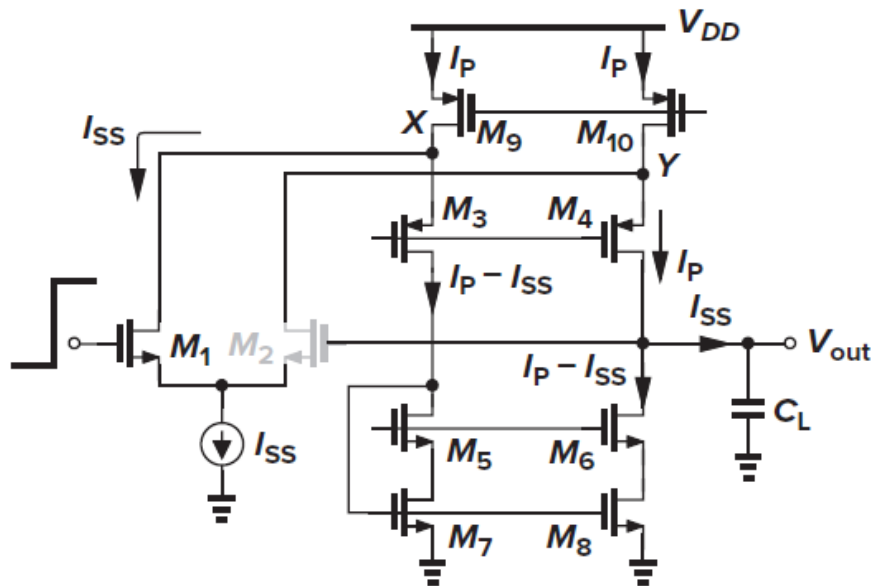 V_DD
I_P
I_P
I_SS
X
M_9
M_10
Y
M_3
M_4
I_P
I_P – I_SS
I_SS
M_1
M_2
V_out
I_P – I_SS
C_L
I_SS
M_5
M_6
M_7
M_8